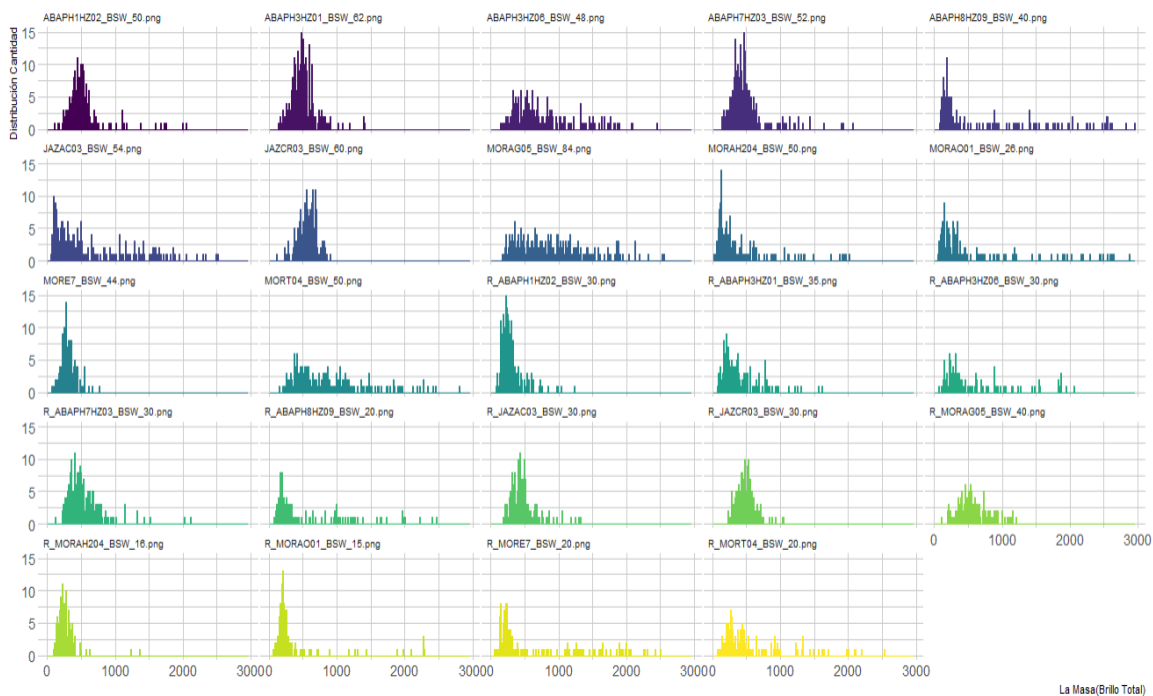 ABAPH1HZ02_BSW_50.png ABAPH3HZ01_BSW_62.png ABAPH3HZ06_BSW_48.png ABAPH7HZ03_BSW_52.png ABAPH8HZ09_BSW_40.png
Distribución Cantidad
15
10
5
0
JAZAC03_BSW_54.png JAZCR03_BSW_60.png MORAG05_BSW_84.png MORAH204_BSW_50.png MORAO01_BSW_26.png
15
10
5
0
MORE7_BSW_44.png MORT04_BSW_50.png R_ABAPH1HZ02_BSW_30.png R_ABAPH3HZ01_BSW_35.png R_ABAPH3HZ06_BSW_30.png
15
10
5
0
R_ABAPH7HZ03_BSW_30.png R_ABAPH8HZ09_BSW_20.png R_JAZAC03_BSW_30.png R_JAZCR03_BSW_30.png R_MORAG05_BSW_40.png
15
10
5
0
0 1000 2000 3000
R_MORAH204_BSW_16.png R_MORAO01_BSW_15.png R_MORE7_BSW_20.png R_MORT04_BSW_20.png
15
10
5
0
0 1000 2000 3000 0 1000 2000 3000 0 1000 2000 3000 0 1000 2000 3000
La Masa(Brillo Total)